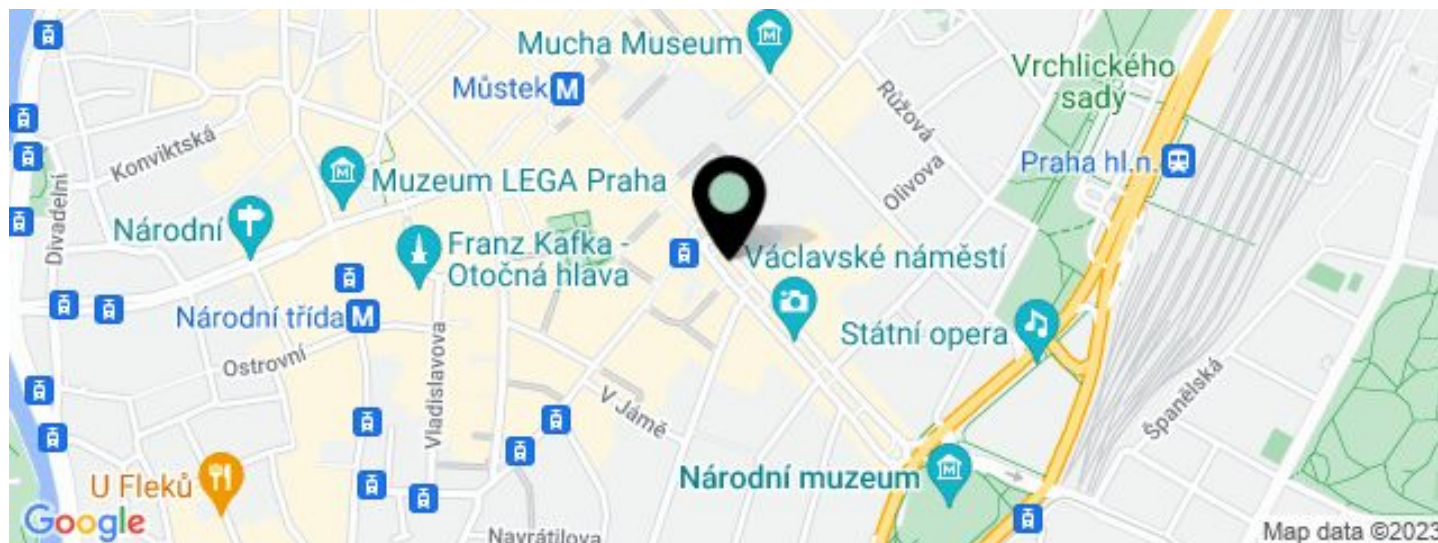 Mucha Museum
Můstek M
Vrchlického
sady
Růžová
Konviktská
Muzeum LEGA Praha
Olivova
Praha hl.n.
Divadelní
Národní
Franz Kafka -
Otočná hlava
Václavské náměstí
Národní třída M
Státní opera
Ostrovní
Vladislavova
V Jámě
Španělská
U Fleků
Národní muzeum
Google
Navrátilova
Map data ©2023